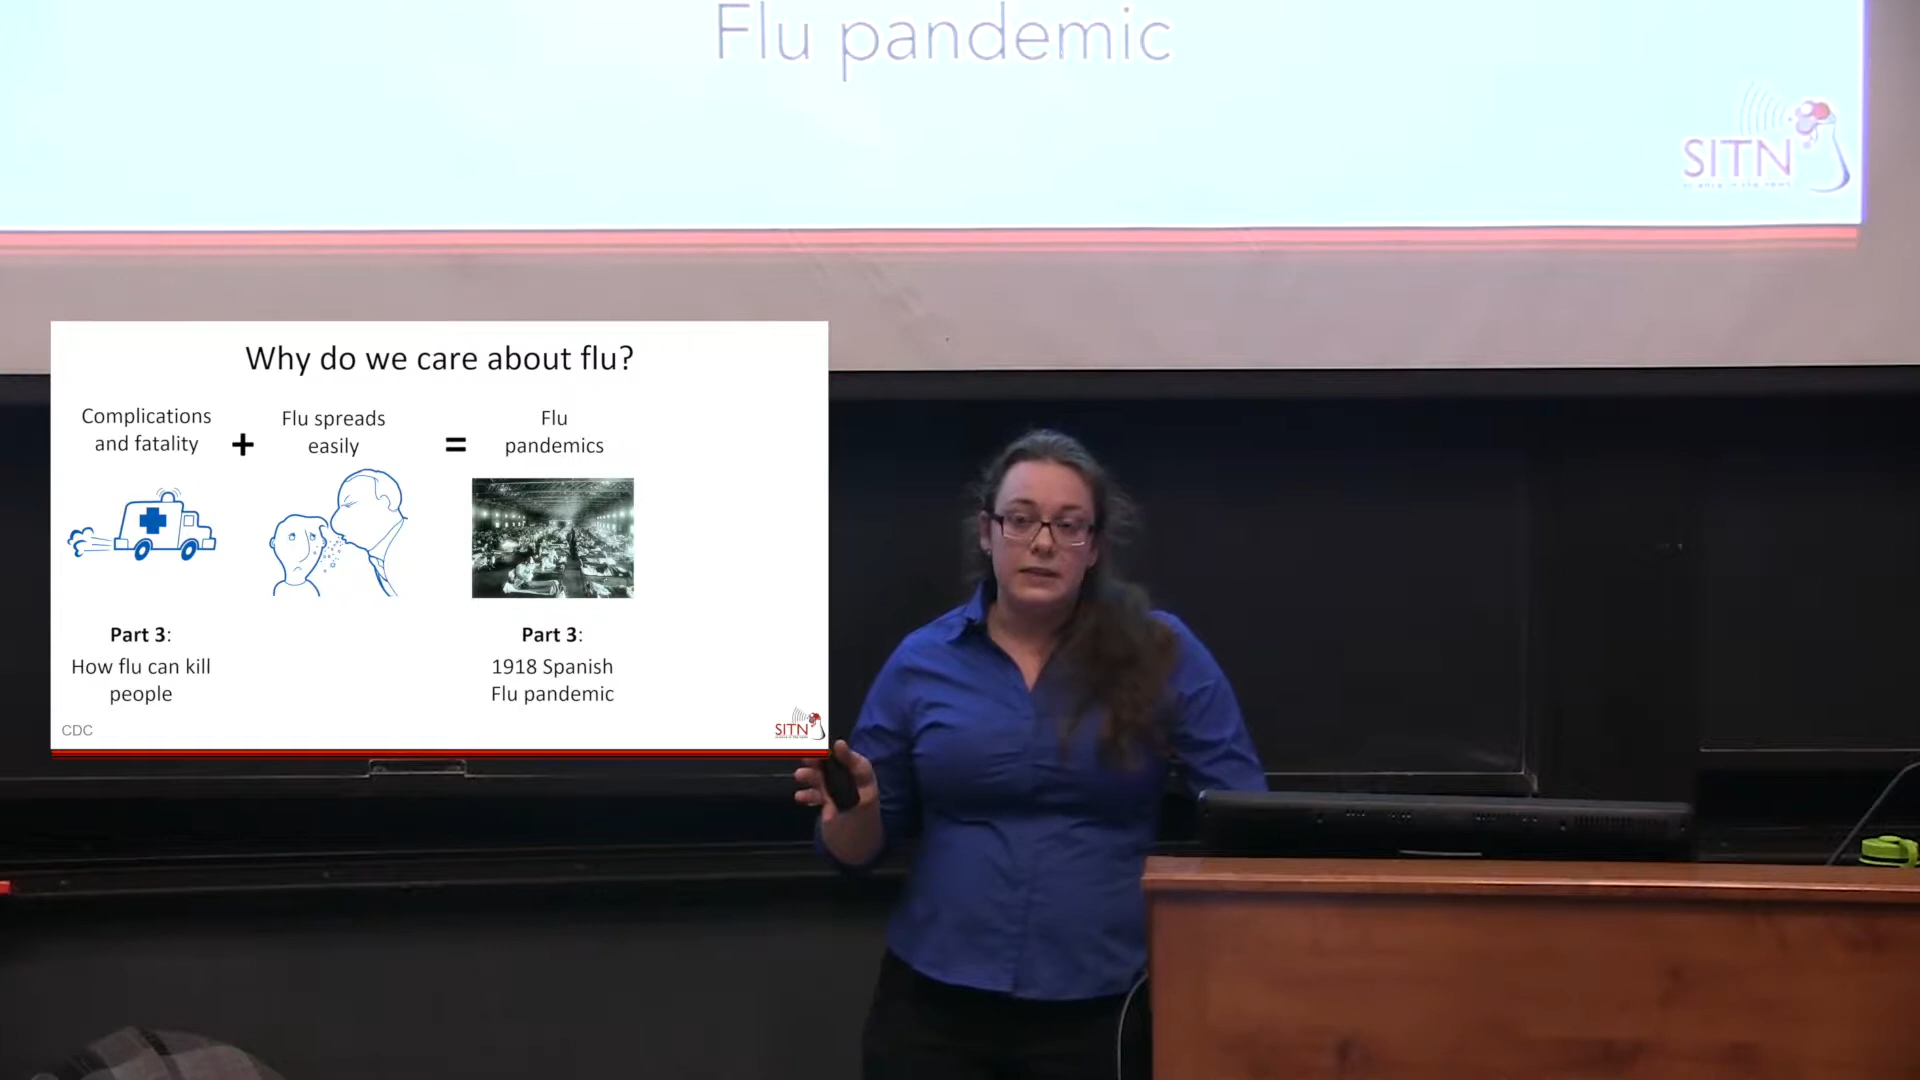 Flu pandemic
SITN
Why do we care about flu?
Complications
and fatality
+
Flu spreads
easily
=
Flu
pandemics
Part 3:
How flu can kill
people
Part 3:
1918 Spanish
Flu pandemic
CDC
SITN